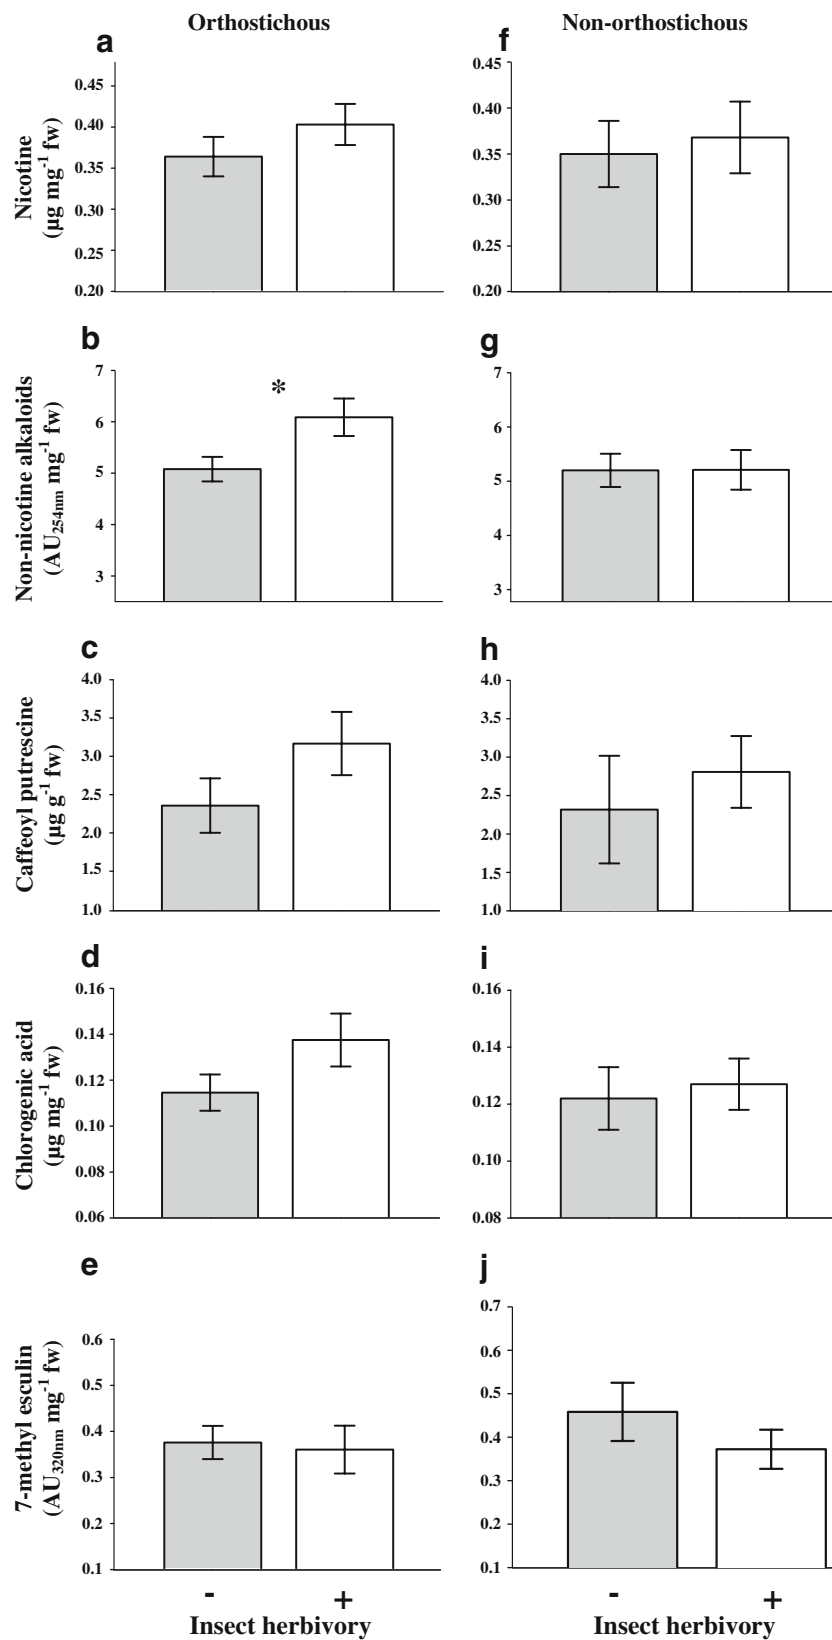 Orthostichous
Non-orthostichous
a
f
Nicotine
(µg mg-1 fw)
0.45
0.40
0.35
0.30
0.25
0.20
0.45
0.40
0.35
0.30
0.25
0.20
b
g
Non-nicotine alkaloids
(AU254nm mg-1 fw)
7
6
5
4
3
*
7
6
5
4
3
c
h
Caffeoyl putrescine
(µg g-1 fw)
4.0
3.5
3.0
2.5
2.0
1.5
1.0
4.0
3.5
3.0
2.5
2.0
1.5
1.0
d
i
Chlorogenic acid
(µg mg-1 fw)
0.16
0.14
0.12
0.10
0.08
0.06
0.16
0.14
0.12
0.10
0.08
e
j
7-methyl esculin
(AU320nm mg-1 fw)
0.6
0.5
0.4
0.3
0.2
0.1
0.7
0.6
0.5
0.4
0.3
0.2
0.1
- +
Insect herbivory
- +
Insect herbivory